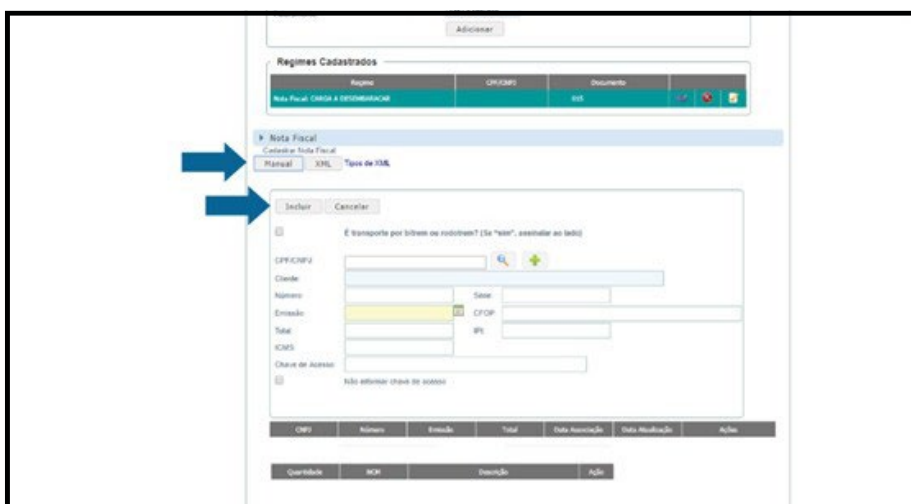 Adicionar
Regimes Cadastrados
Regime CPF/CNPJ Documento
Nota Fiscal: CARGA A DESEMBARACAR 015
Nota Fiscal
Cadastrar Nota Fiscal
Manual XML Tipos de XML
Incluir Cancelar
É transporte por bitrem ou rodotrem? (Se "sim", assinalar ao lado)
CPF/CNPJ
Cliente
Número Série
Emissão CFOP
Total IPI
ICMS
Chave de Acesso
Não informar chave de acesso
CNPJ Número Emissão Total Data Associação Data Atualização Ações
Quantidade NCM Descrição Ação